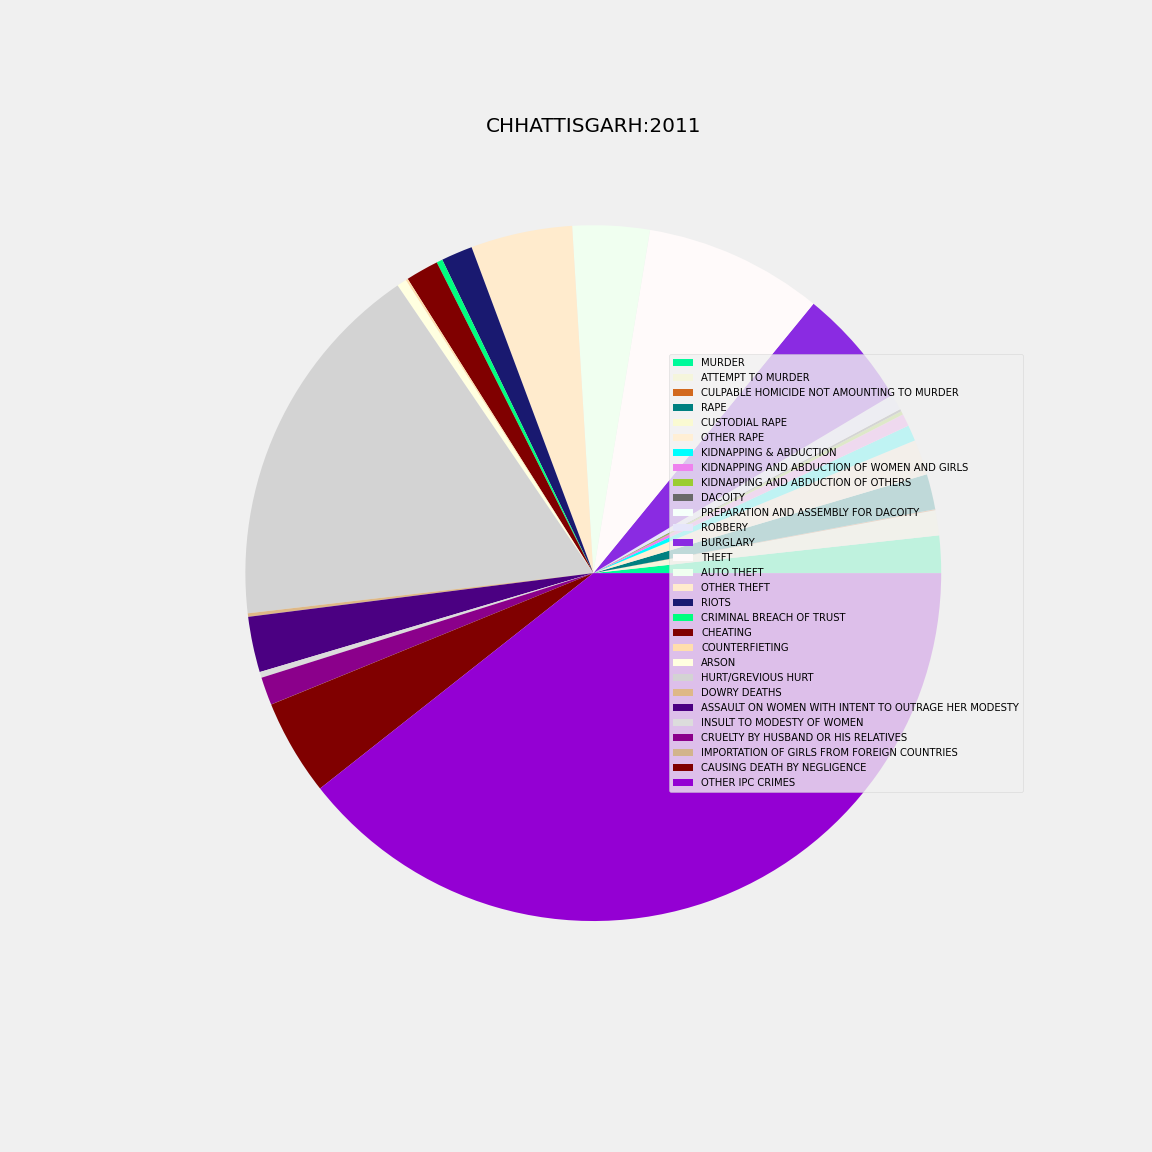 CHHATTISGARH:2011
MURDER
ATTEMPT TO MURDER
CULPABLE HOMICIDE NOT AMOUNTING TO MURDER
RAPE
CUSTODIAL RAPE
OTHER RAPE
KIDNAPPING & ABDUCTION
KIDNAPPING AND ABDUCTION OF WOMEN AND GIRLS
KIDNAPPING AND ABDUCTION OF OTHERS
DACOITY
PREPARATION AND ASSEMBLY FOR DACOITY
ROBBERY
BURGLARY
THEFT
AUTO THEFT
OTHER THEFT
RIOTS
CRIMINAL BREACH OF TRUST
CHEATING
COUNTERFIETING
ARSON
HURT/GREVIOUS HURT
DOWRY DEATHS
ASSAULT ON WOMEN WITH INTENT TO OUTRAGE HER MODESTY
INSULT TO MODESTY OF WOMEN
CRUELTY BY HUSBAND OR HIS RELATIVES
IMPORTATION OF GIRLS FROM FOREIGN COUNTRIES
CAUSING DEATH BY NEGLIGENCE
OTHER IPC CRIMES